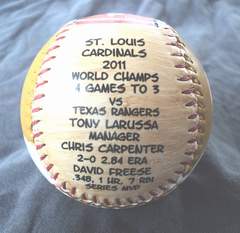 ST. LOUIS
CARDINALS
2011
WORLD CHAMPS
4 GAMES TO 3
VS
TEXAS RANGERS
TONY LARUSSA
MANAGER
CHRIS CARPENTER
2-0 2.84 ERA
DAVID FREESE
.348, 1 HR, 7 RBI
SERIES MVP